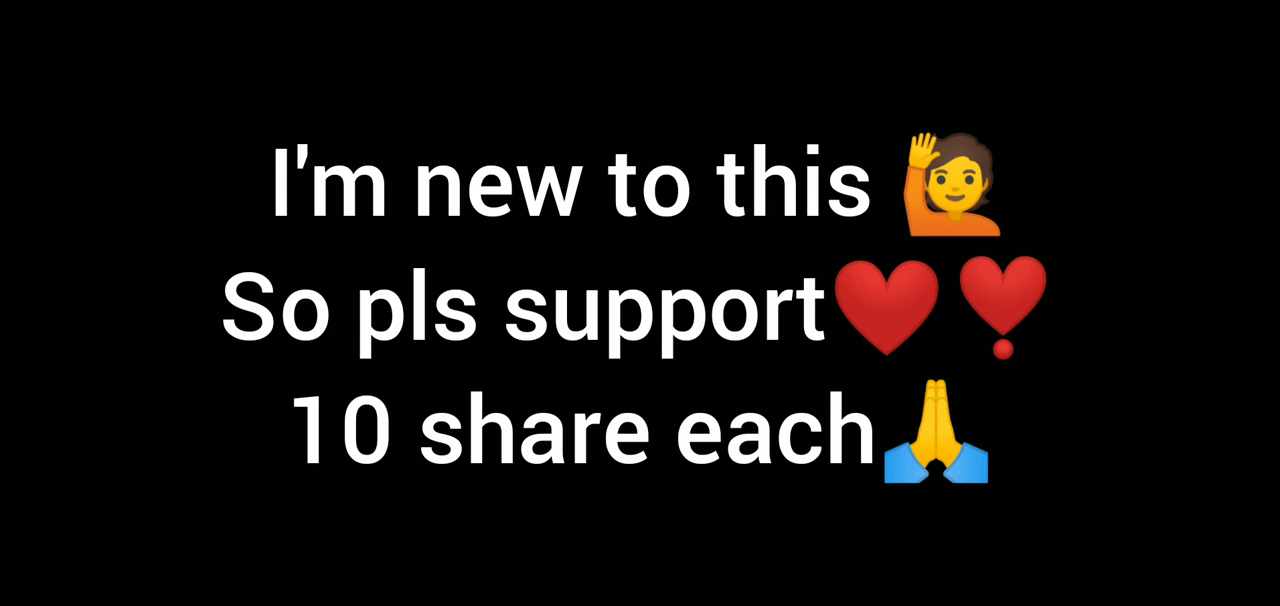 I'm new to this 🙋
So pls support❤️ ❣️
10 share each🙏